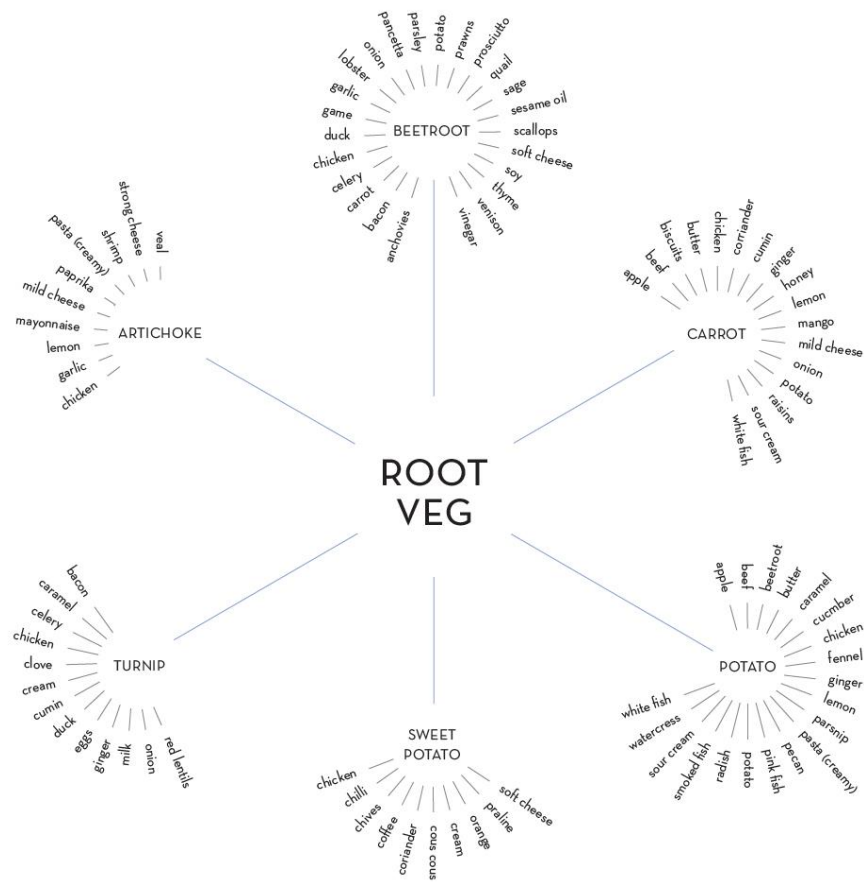 ROOT
VEG
BEETROOT
anchovies
bacon
carrot
celery
chicken
duck
game
garlic
lobster
onion
pancetta
parsley
potato
prawns
prosciutto
quail
sage
sesame oil
scallops
soft cheese
soy
thyme
venison
vinegar
CARROT
apple
beef
biscuits
butter
chicken
corriander
cumin
ginger
honey
lemon
mango
mild cheese
onion
potato
raisins
sour cream
white fish
POTATO
apple
beef
beetroot
butter
caramel
cucmber
chicken
fennel
ginger
lemon
parsnip
pasta (creamy)
pecan
pink fish
potato
radish
smoked fish
sour cream
watercress
white fish
SWEET
POTATO
soft cheese
praline
orange
cream
cous cous
coriander
coffee
chives
chilli
chicken
TURNIP
red lentils
onion
milk
ginger
eggs
duck
cumin
cream
clove
chicken
celery
caramel
bacon
ARTICHOKE
chicken
garlic
lemon
mayonnaise
mild cheese
paprika
pasta (creamy)
shrimp
strong cheese
veal